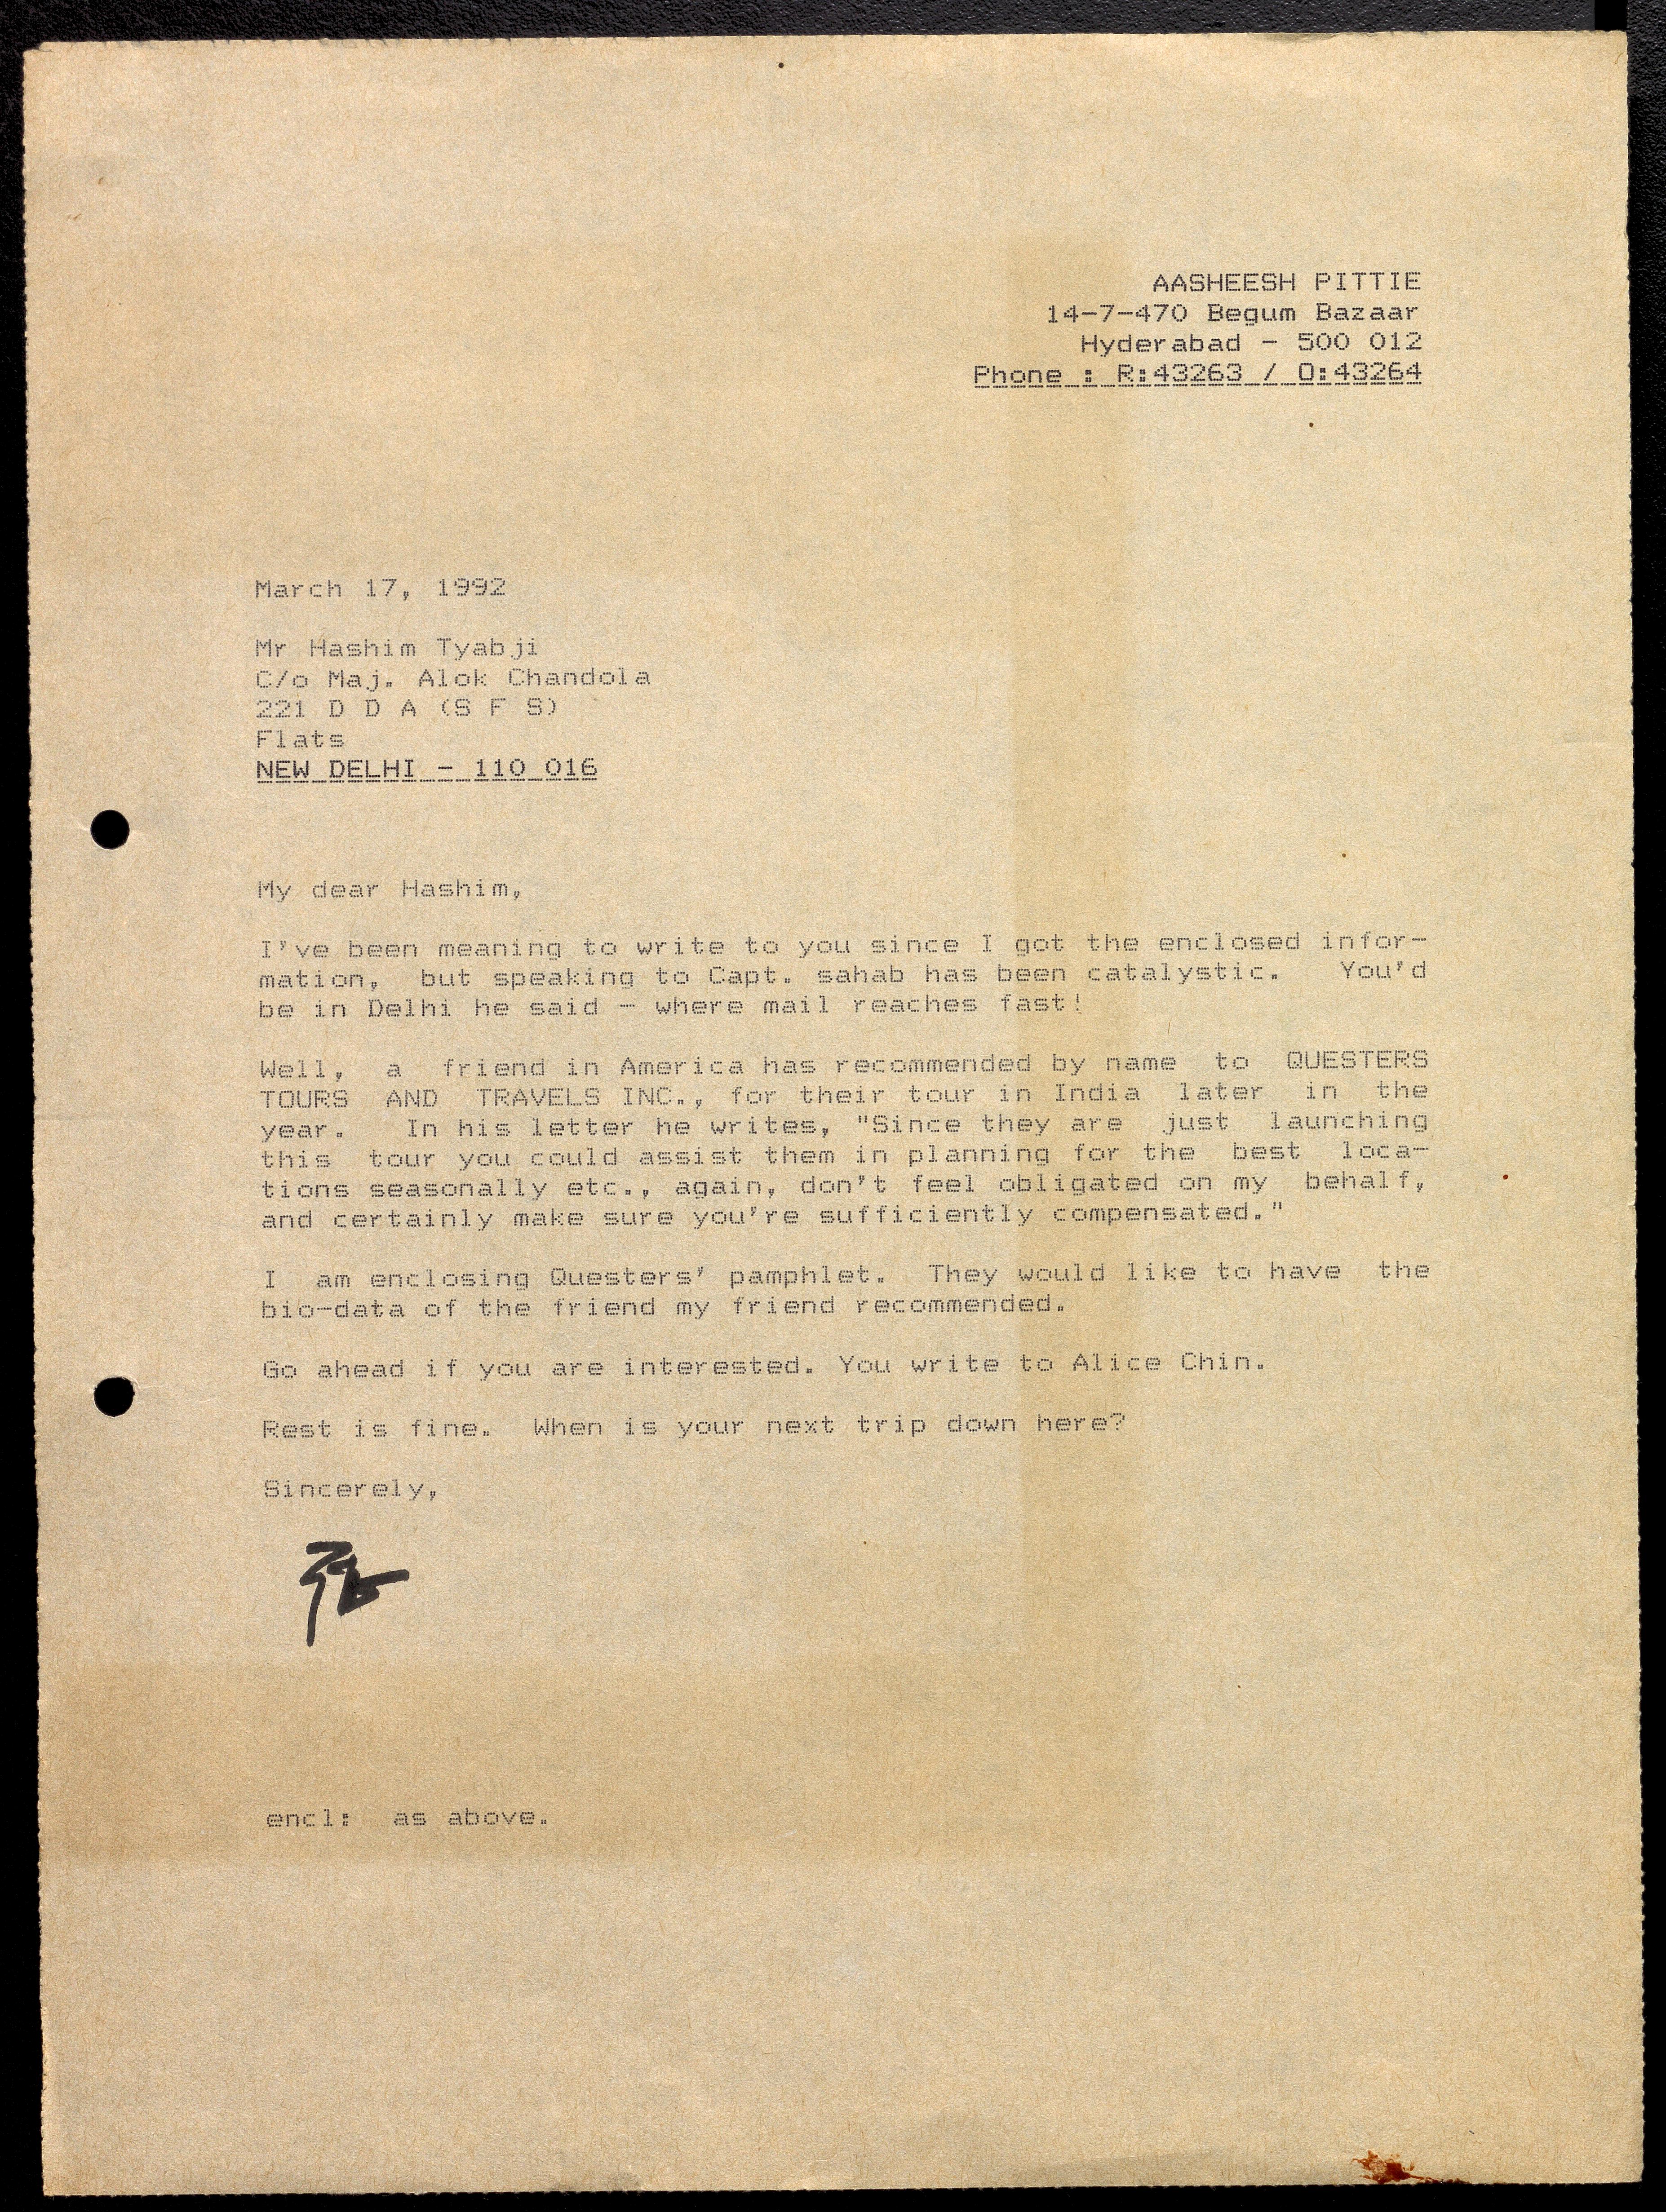 AASHEESH PITTIE
14-7-470 Begum Bazaar
Hyderabad - 500 012
Phone : R:43263 / O:43264
March 17, 1992
Mr Hashim Tyabji
C/o Maj. Alok Chandola
221 D D A (S F S)
Flats
NEW DELHI - 110 016
My dear Hashim,
I've been meaning to write to you since I got the enclosed infor-
mation, but speaking to Capt. sahab has been catalystic. You'd
be in Delhi he said - where mail reaches fast!
Well, a friend in America has recommended by name to QUESTERS
TOURS AND TRAVELS INC., for their tour in India later in the
year. In his letter he writes, "Since they are just launching
this tour you could assist them in planning for the best loca-
tions seasonally etc., again, don't feel obligated on my behalf,
and certainly make sure you're sufficiently compensated."
I am enclosing Questers' pamphlet. They would like to have the
bio-data of the friend my friend recommended.
Go ahead if you are interested. You write to Alice Chin.
Rest is fine. When is your next trip down here?
Sincerely,
encl: as above.